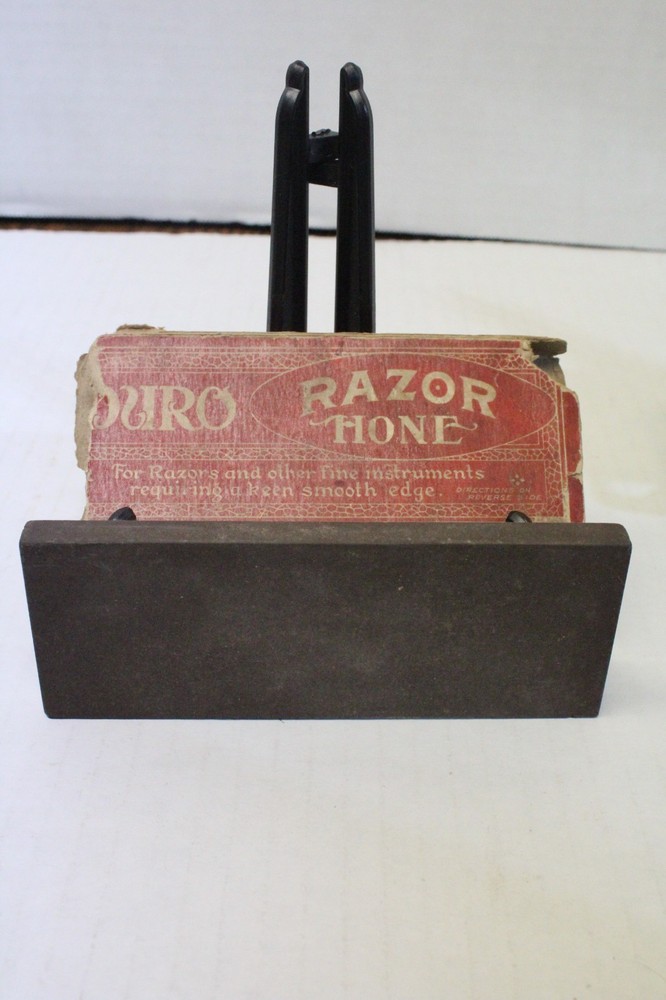 DURO
RAZOR
HONE
For Razors and other fine instruments
requiring a keen smooth edge.
DIRECTIONS ON
REVERSE SIDE